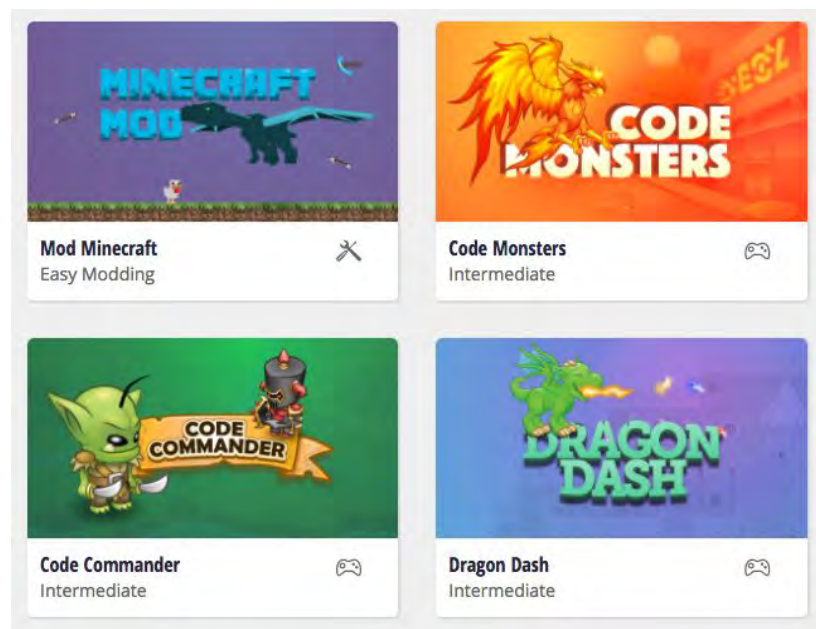 MINECRAFT
MOD
Mod Minecraft
Easy Modding
CODE
MONSTERS
Code Monsters
Intermediate
CODE
COMMANDER
Code Commander
Intermediate
DRAGON
DASH
Dragon Dash
Intermediate